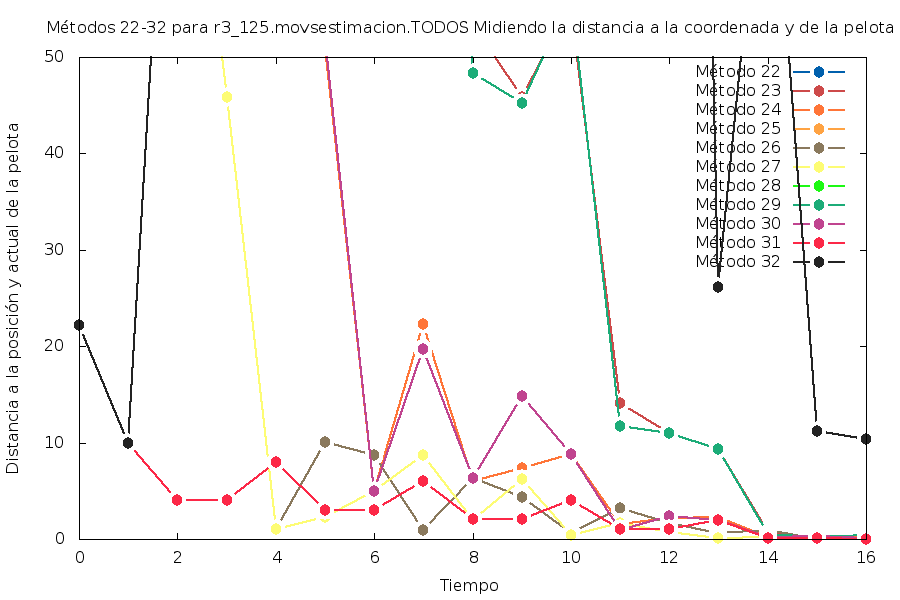 Métodos 22-32 para r3_125.movsestimacion.TODOS Midiendo la distancia a la coordenada y de la pelota
Distancia a la posición y actual de la pelota
50
40
30
20
10
0
Método 22
Método 23
Método 24
Método 25
Método 26
Método 27
Método 28
Método 29
Método 30
Método 31
Método 32
0 2 4 6 8 10 12 14 16
Tiempo